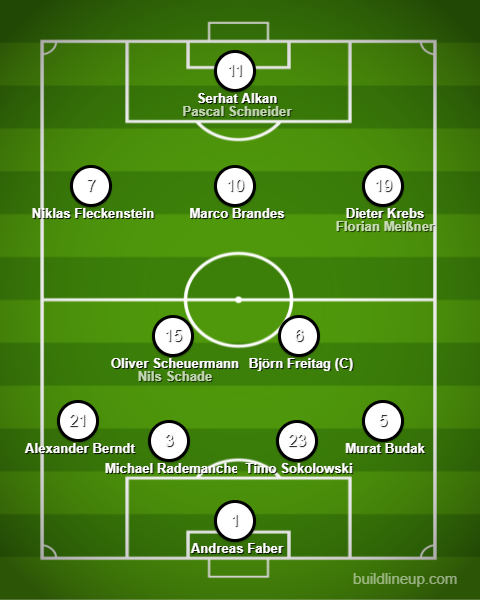 11
Serhat Alkan
Pascal Schneider
7
Niklas Fleckenstein
10
Marco Brandes
19
Dieter Krebs
Florian Meißner
15
Oliver Scheuermann
Nils Schade
6
Björn Freitag (C)
21
Alexander Berndt
3
Michael Rademanche
23
Timo Sokolowski
5
Murat Budak
1
Andreas Faber
buildlineup.com